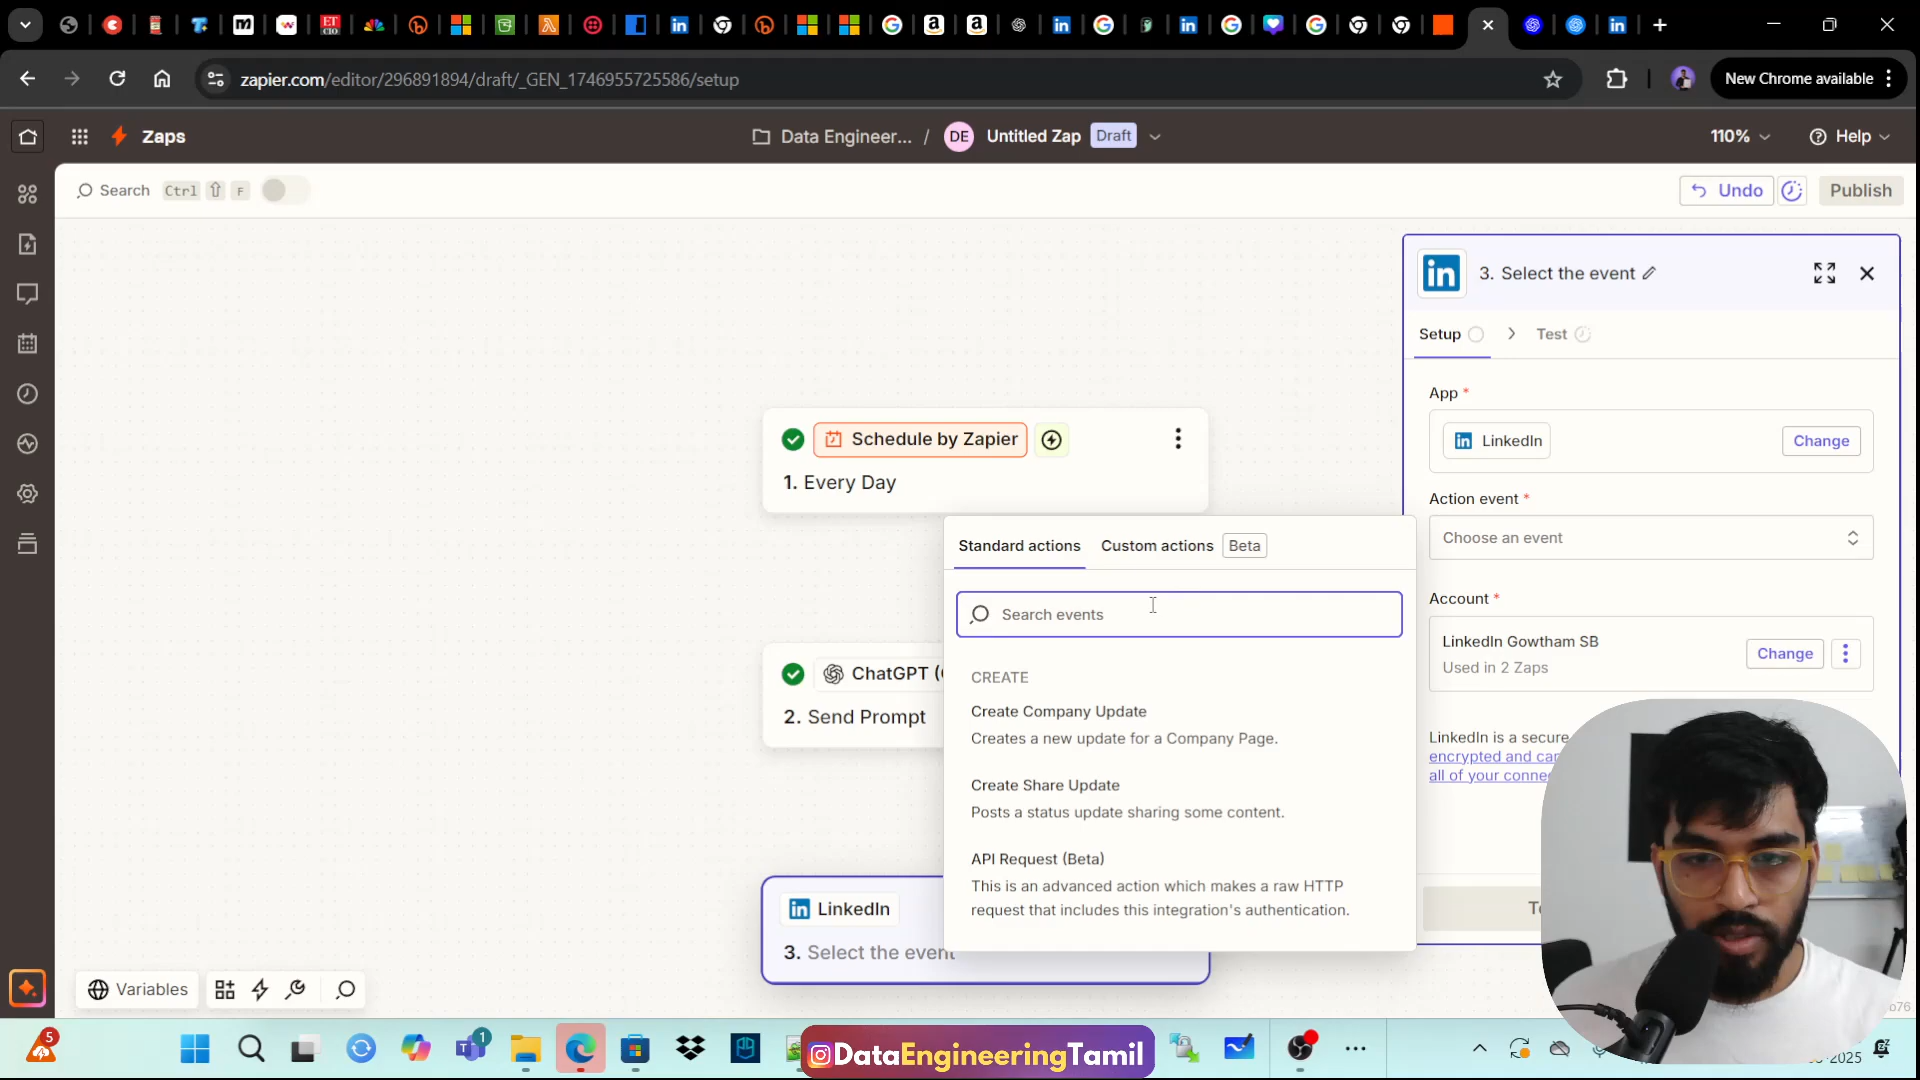 zapier.com/editor/296891894/draft/_GEN_1746955725586/setup
New Chrome available
Zaps
Data Engineer... / DE Untitled Zap Draft
110%
Help
Search Ctrl F
Undo
Publish
3. Select the event
Setup
Test
App *
LinkedIn
Change
Action event *
Choose an event
Account *
LinkedIn Gowtham SB
Used in 2 Zaps
Change
LinkedIn is a secure
encrypted and car
all of your connec
Schedule by Zapier
1. Every Day
ChatGPT (
2. Send Prompt
LinkedIn
3. Select the event
Standard actions
Custom actions Beta
Search events
CREATE
Create Company Update
Creates a new update for a Company Page.
Create Share Update
Posts a status update sharing some content.
API Request (Beta)
This is an advanced action which makes a raw HTTP
request that includes this integration's authentication.
Variables
DataEngineeringTamil
5
1